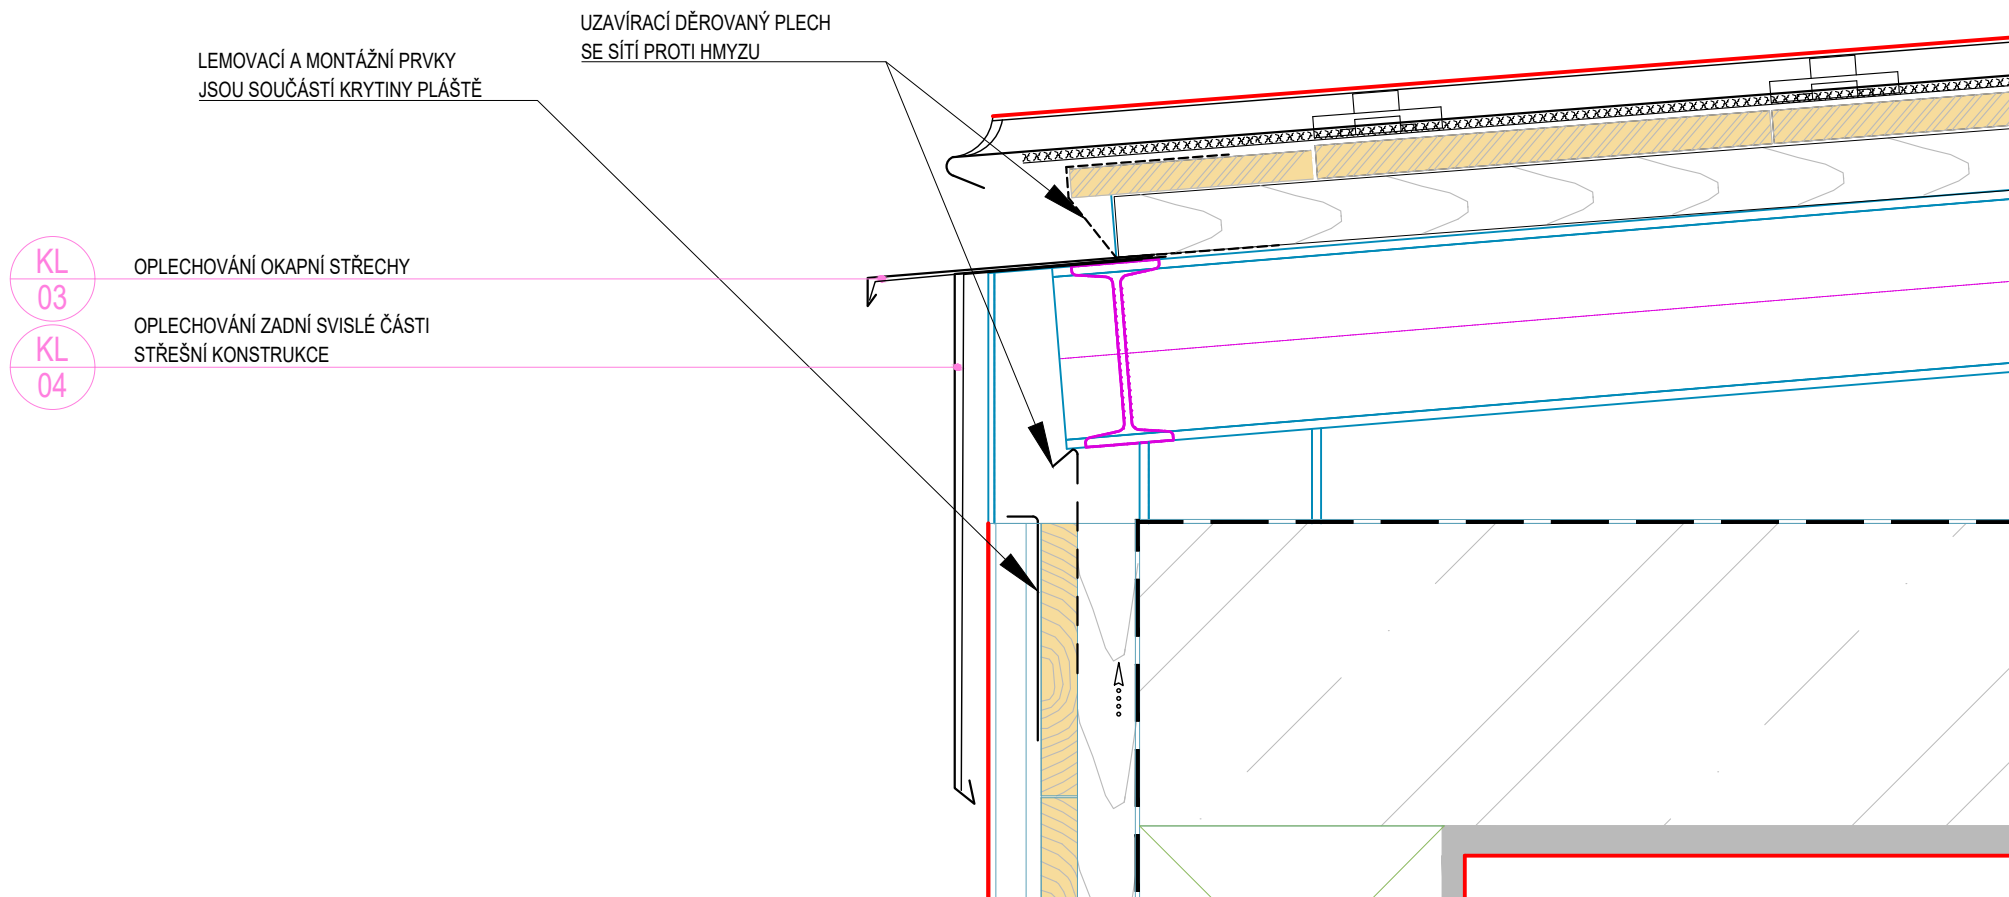 UZAVÍRACÍ DĚROVANÝ PLECH
SE SÍTÍ PROTI HMYZU
LEMOVACÍ A MONTÁŽNÍ PRVKY
JSOU SOUČÁSTÍ KRYTINY PLÁŠTĚ
KL
03
OPLECHOVÁNÍ OKAPNÍ STŘECHY
KL
04
OPLECHOVÁNÍ ZADNÍ SVISLÉ ČÁSTI
STŘEŠNÍ KONSTRUKCE